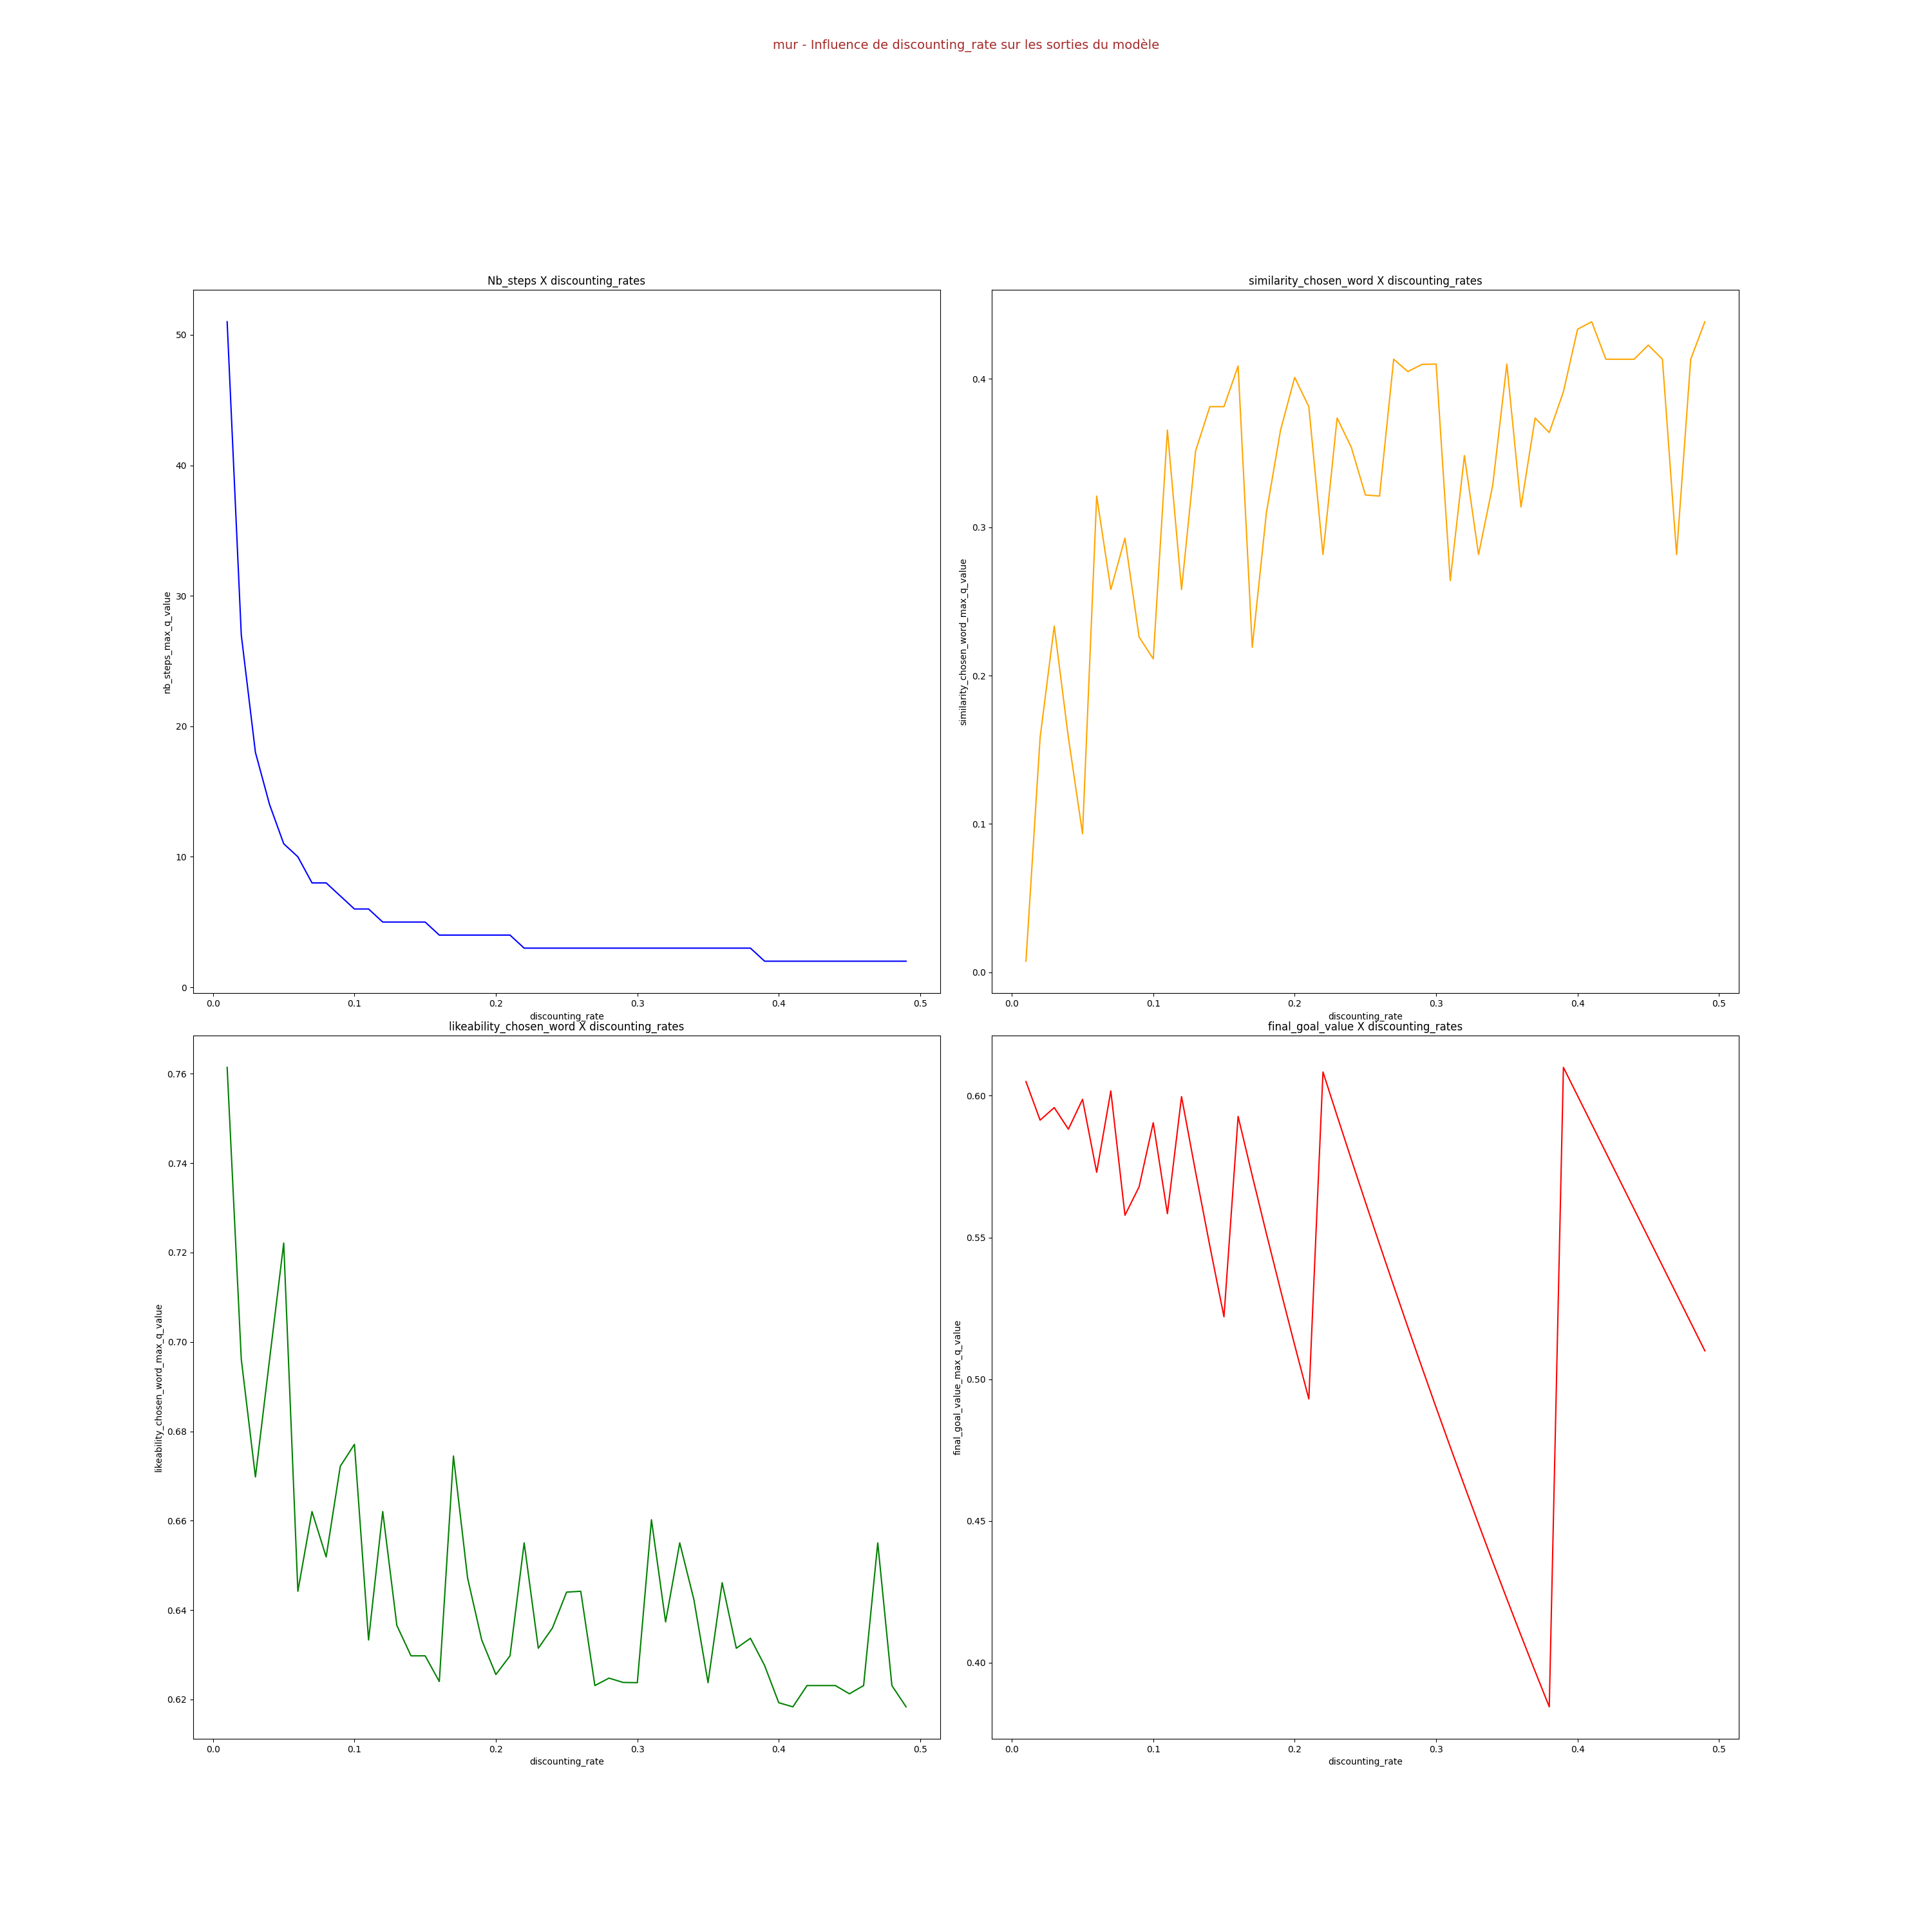 mur - Influence de discounting_rate sur les sorties du modèle
Nb_steps X discounting_rates
nb_steps_max_q_value
50
40
30
20
10
0
0.0 0.1 0.2 0.3 0.4 0.5
discounting_rate
similarity_chosen_word X discounting_rates
similarity_chosen_word_max_q_value
0.4
0.3
0.2
0.1
0.0
0.0 0.1 0.2 0.3 0.4 0.5
discounting_rate
likeability_chosen_word X discounting_rates
likeability_chosen_word_max_q_value
0.76
0.74
0.72
0.70
0.68
0.66
0.64
0.62
0.0 0.1 0.2 0.3 0.4 0.5
discounting_rate
final_goal_value X discounting_rates
final_goal_value_max_q_value
0.60
0.55
0.50
0.45
0.40
0.0 0.1 0.2 0.3 0.4 0.5
discounting_rate